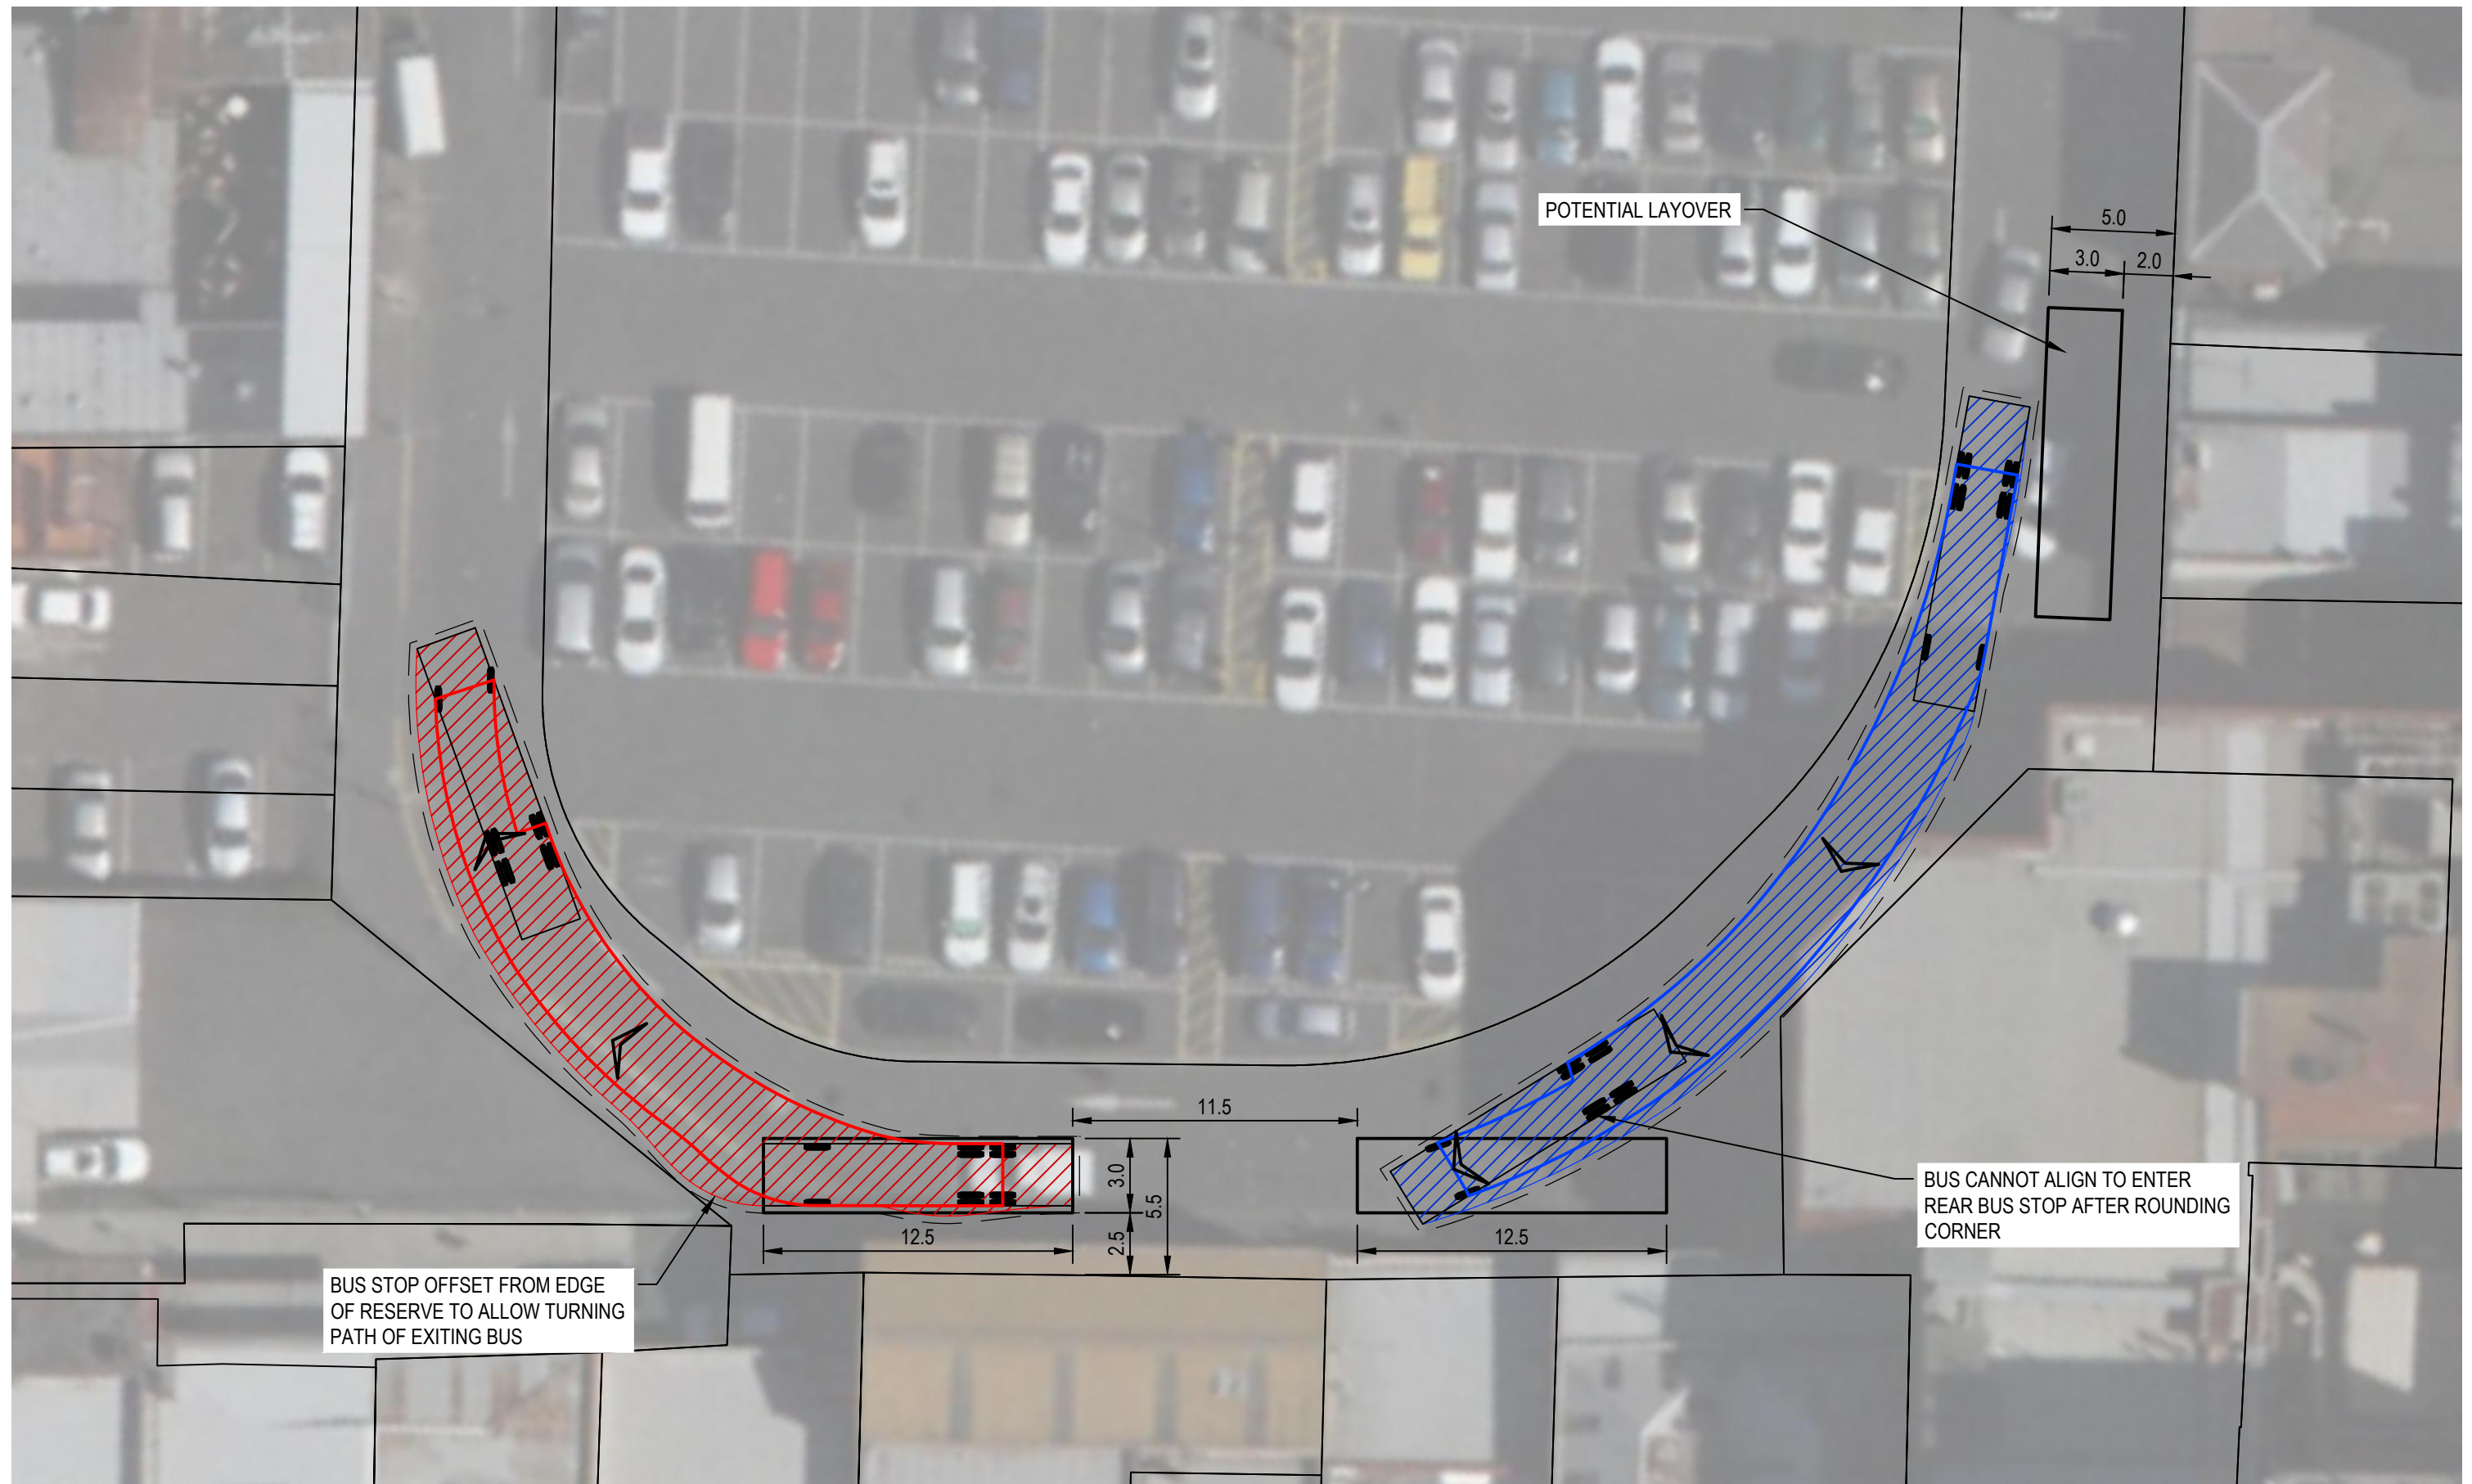 POTENTIAL LAYOVER
5.0
3.0
2.0
11.5
3.0
5.5
2.5
12.5
12.5
BUS CANNOT ALIGN TO ENTER
REAR BUS STOP AFTER ROUNDING
CORNER
BUS STOP OFFSET FROM EDGE
OF RESERVE TO ALLOW TURNING
PATH OF EXITING BUS